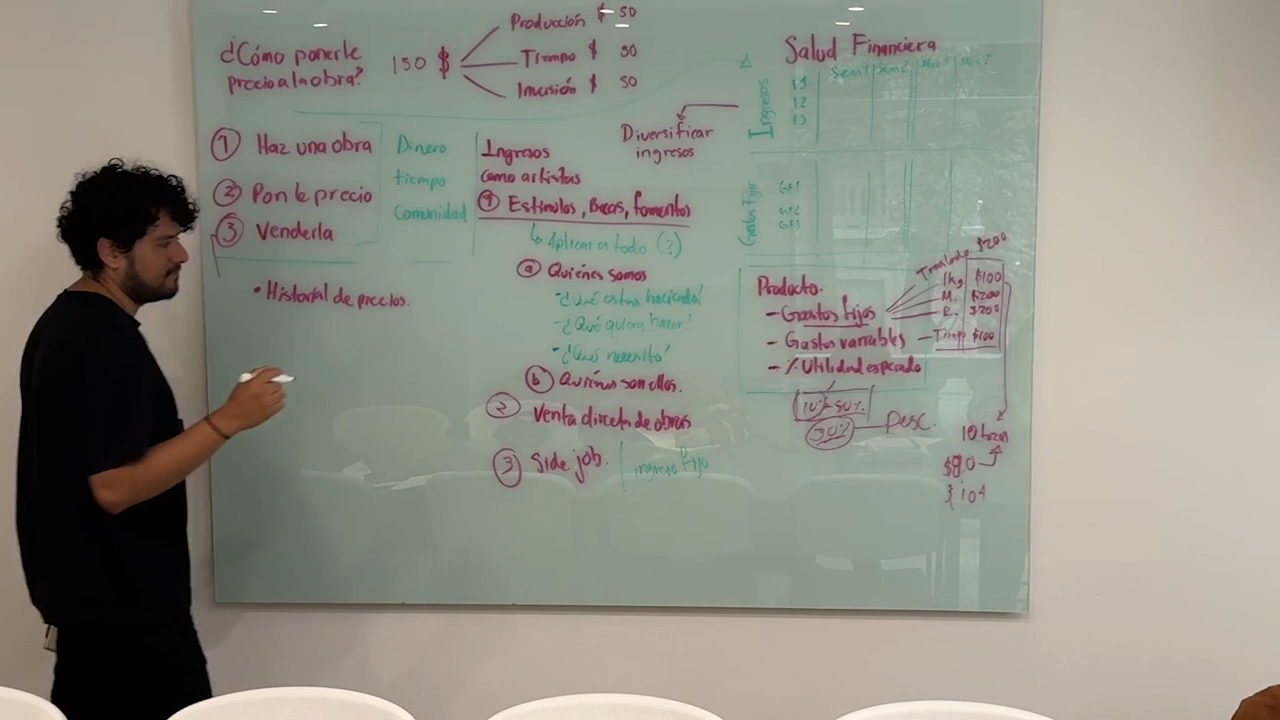 ¿Cómo ponerle
precio a la obra?
150 $
Producción $ 50
Tiempo $ 50
Inversión $ 50
1 Haz una obra
2 Ponle precio
3 Venderla
Dinero
tiempo
Comunidad
• Historial de precios.
Ingresos
como artistas
1 Estímulos, Becas, fomentos
↳ Aplicar a todo (?)
a Quiénes somos
- ¿Qué estás haciendo?
- ¿Qué quiero hacer?
- ¿Qué necesito?
b Quiénes son ellos.
2 Venta directa de obras
3 Side job. ingreso fijo
Diversificar
ingresos
Salud Financiera
Sem1 Sem2
Ingresos
I1
I2
I3
Gastos Fijos
GF1
GF2
GF3
Producto.
- Gastos fijos
- Gastos variables
- % Utilidad esperada
Traslado $200
1kg. $100
M. $200
R. $200
$100
10%-50%
30% Desc.
10 tazas
$80
$104